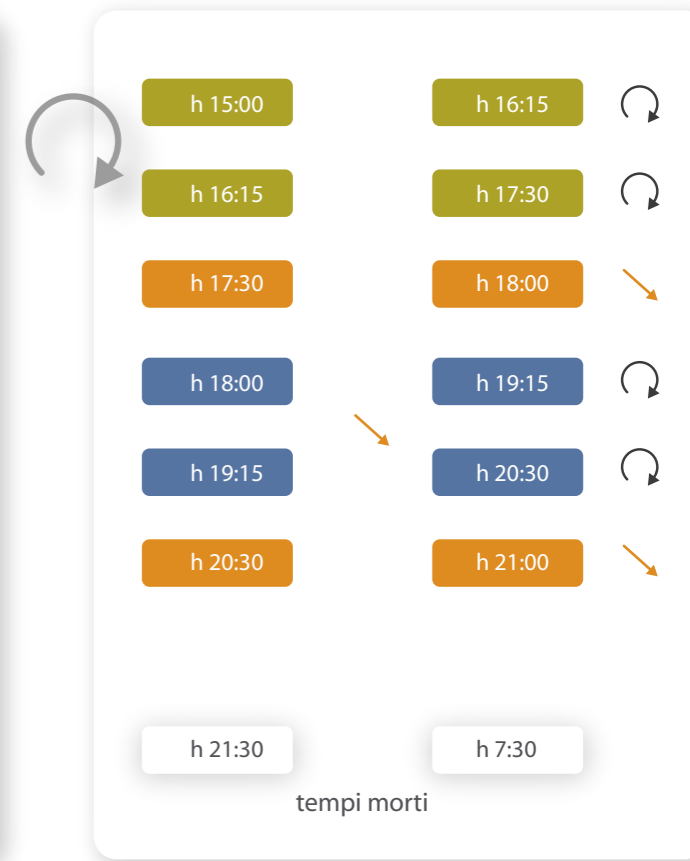 h 15:00 h 16:15
h 16:15 h 17:30
h 17:30 h 18:00
h 18:00 h 19:15
h 19:15 h 20:30
h 20:30 h 21:00
h 21:30 h 7:30
tempi morti